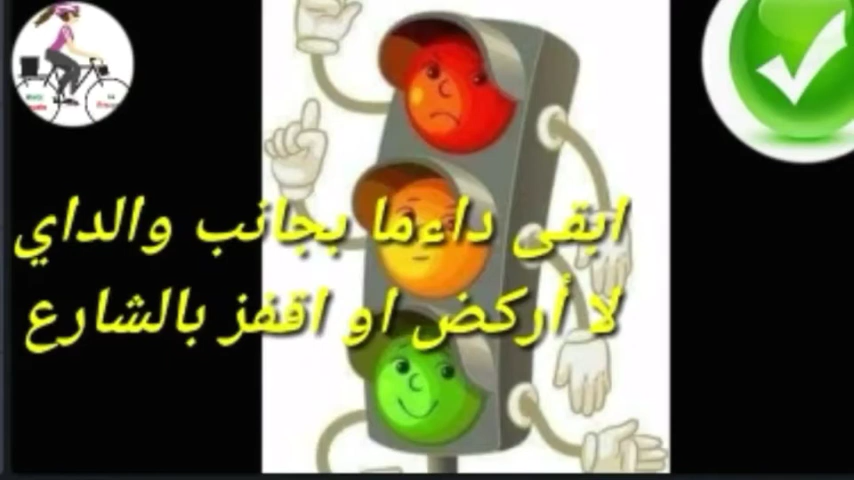 ابقى داءما بجانب والداي
لا أركض او اقفز بالشارع